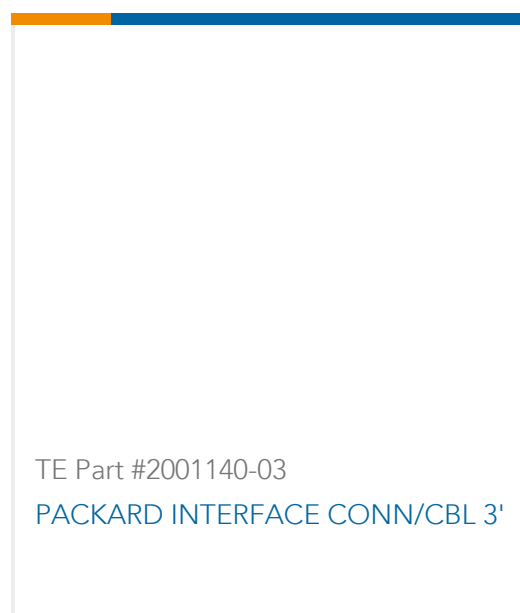 TE Part #2001140-03
PACKARD INTERFACE CONN/CBL 3'